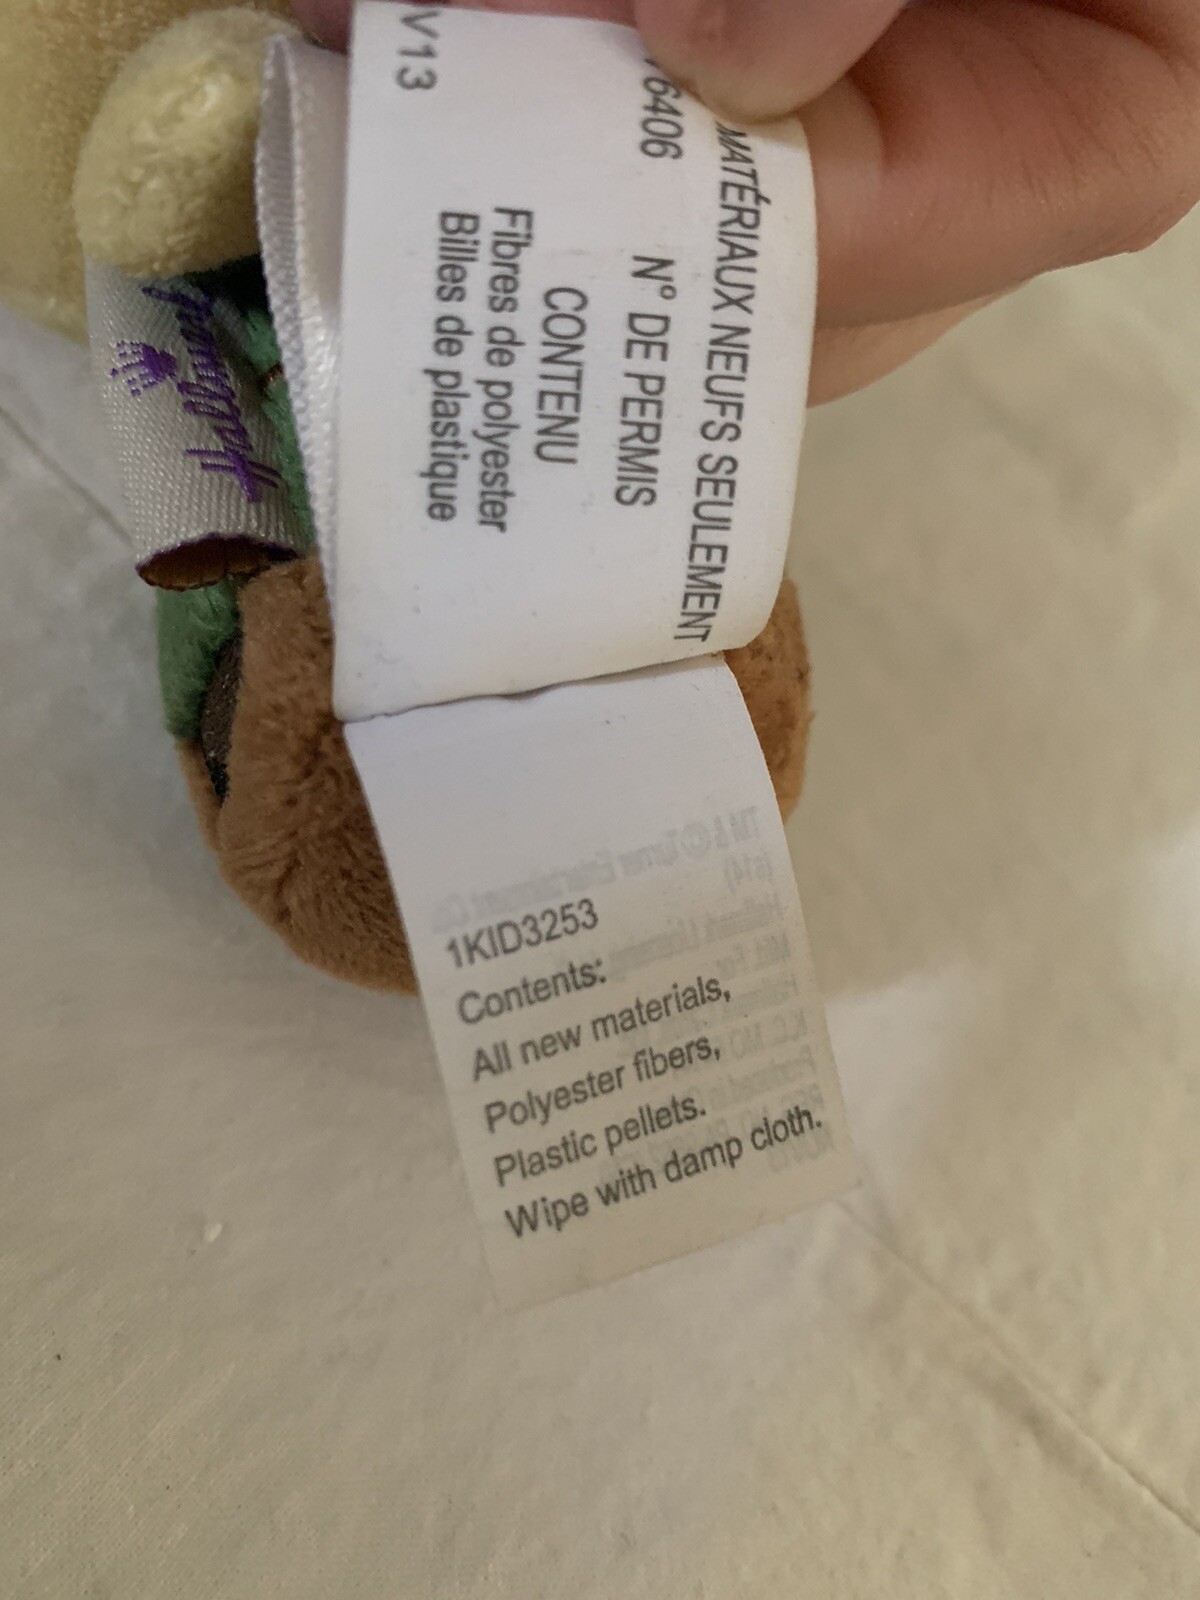 V13
6406
MATÉRIAUX NEUFS SEULEMENT
N° DE PERMIS
CONTENU
Fibres de polyester
Billes de plastique
Hallmark
1KID3253
Contents:
All new materials,
Polyester fibers,
Plastic pellets.
Wipe with damp cloth.